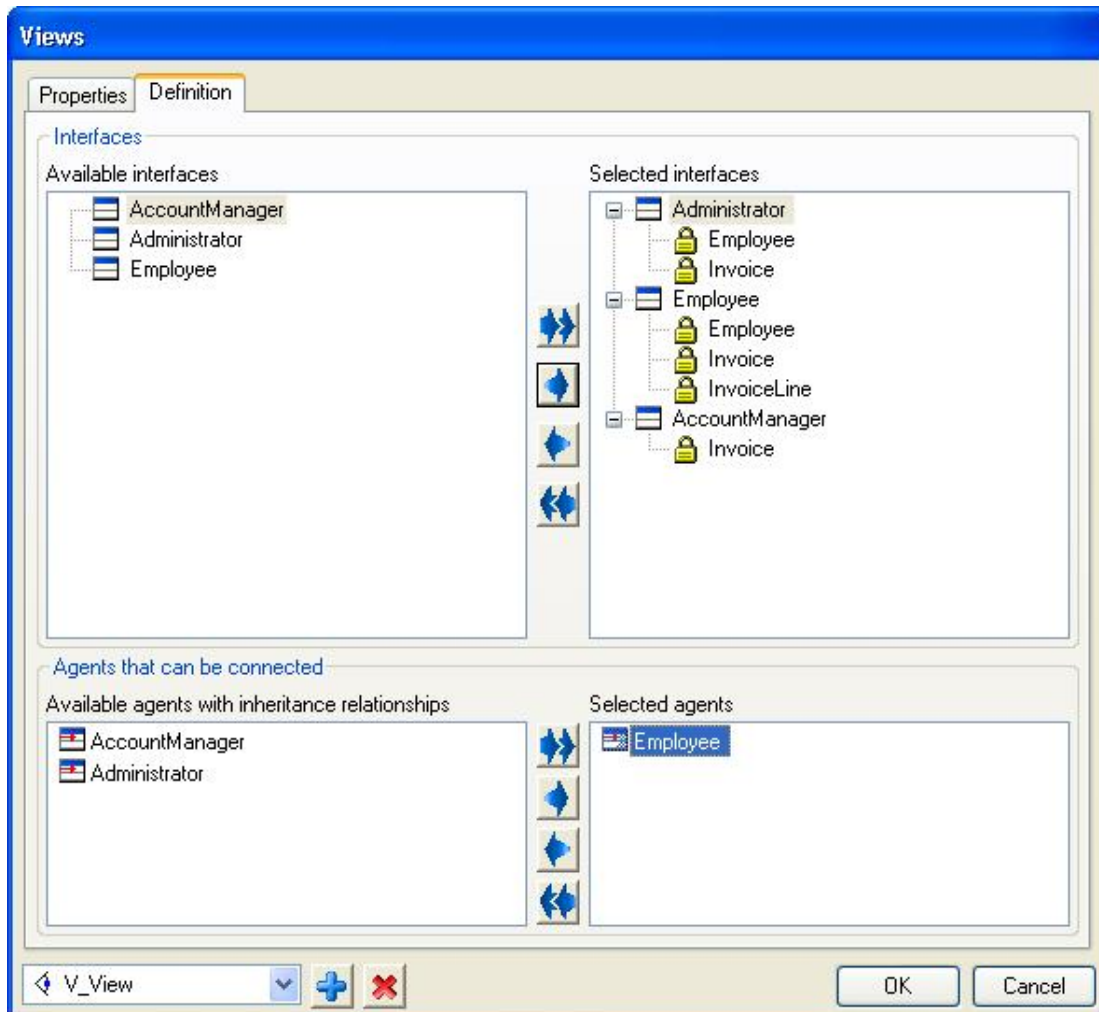 Views
Properties
Definition
Interfaces
Available interfaces
AccountManager
Administrator
Employee
Selected interfaces
Administrator
Employee
Invoice
Employee
Employee
Invoice
InvoiceLine
AccountManager
Invoice
Agents that can be connected
Available agents with inheritance relationships
AccountManager
Administrator
Selected agents
Employee
V_View
OK
Cancel